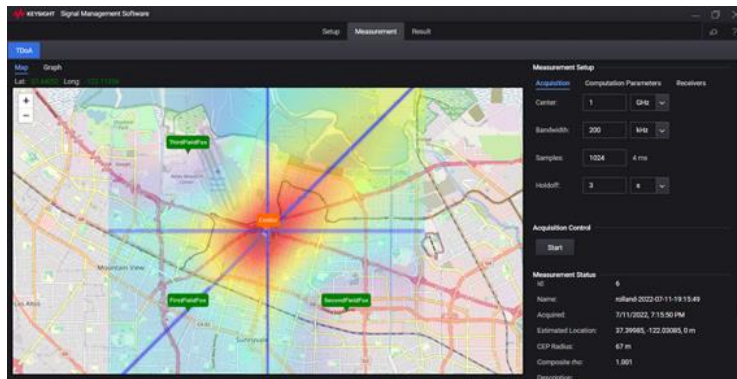 KEYSIGHT Signal Management Software
Setup Measurement Result
TDoA
Map Graph
Lat: Long:
+
−
ThirdFieldFox
Mountain View
FirstFieldFox
SecondFieldFox
Los Altos
Sunnyvale
Measurement Setup
Acquisition Computation Parameters Receivers
Center: 1 GHz
Bandwidth: 200 kHz
Samples: 1024 4 ms
Holdoff: 3 s
Acquisition Control
Start
Measurement Status
Id: 6
Name: rolland-2022-07-11-19:15:49
Acquired: 7/11/2022, 7:15:50 PM
Estimated Location: 37.39985, -122.03085, 0 m
CEP Radius: 67 m
Composite rho: 1.001
Description: